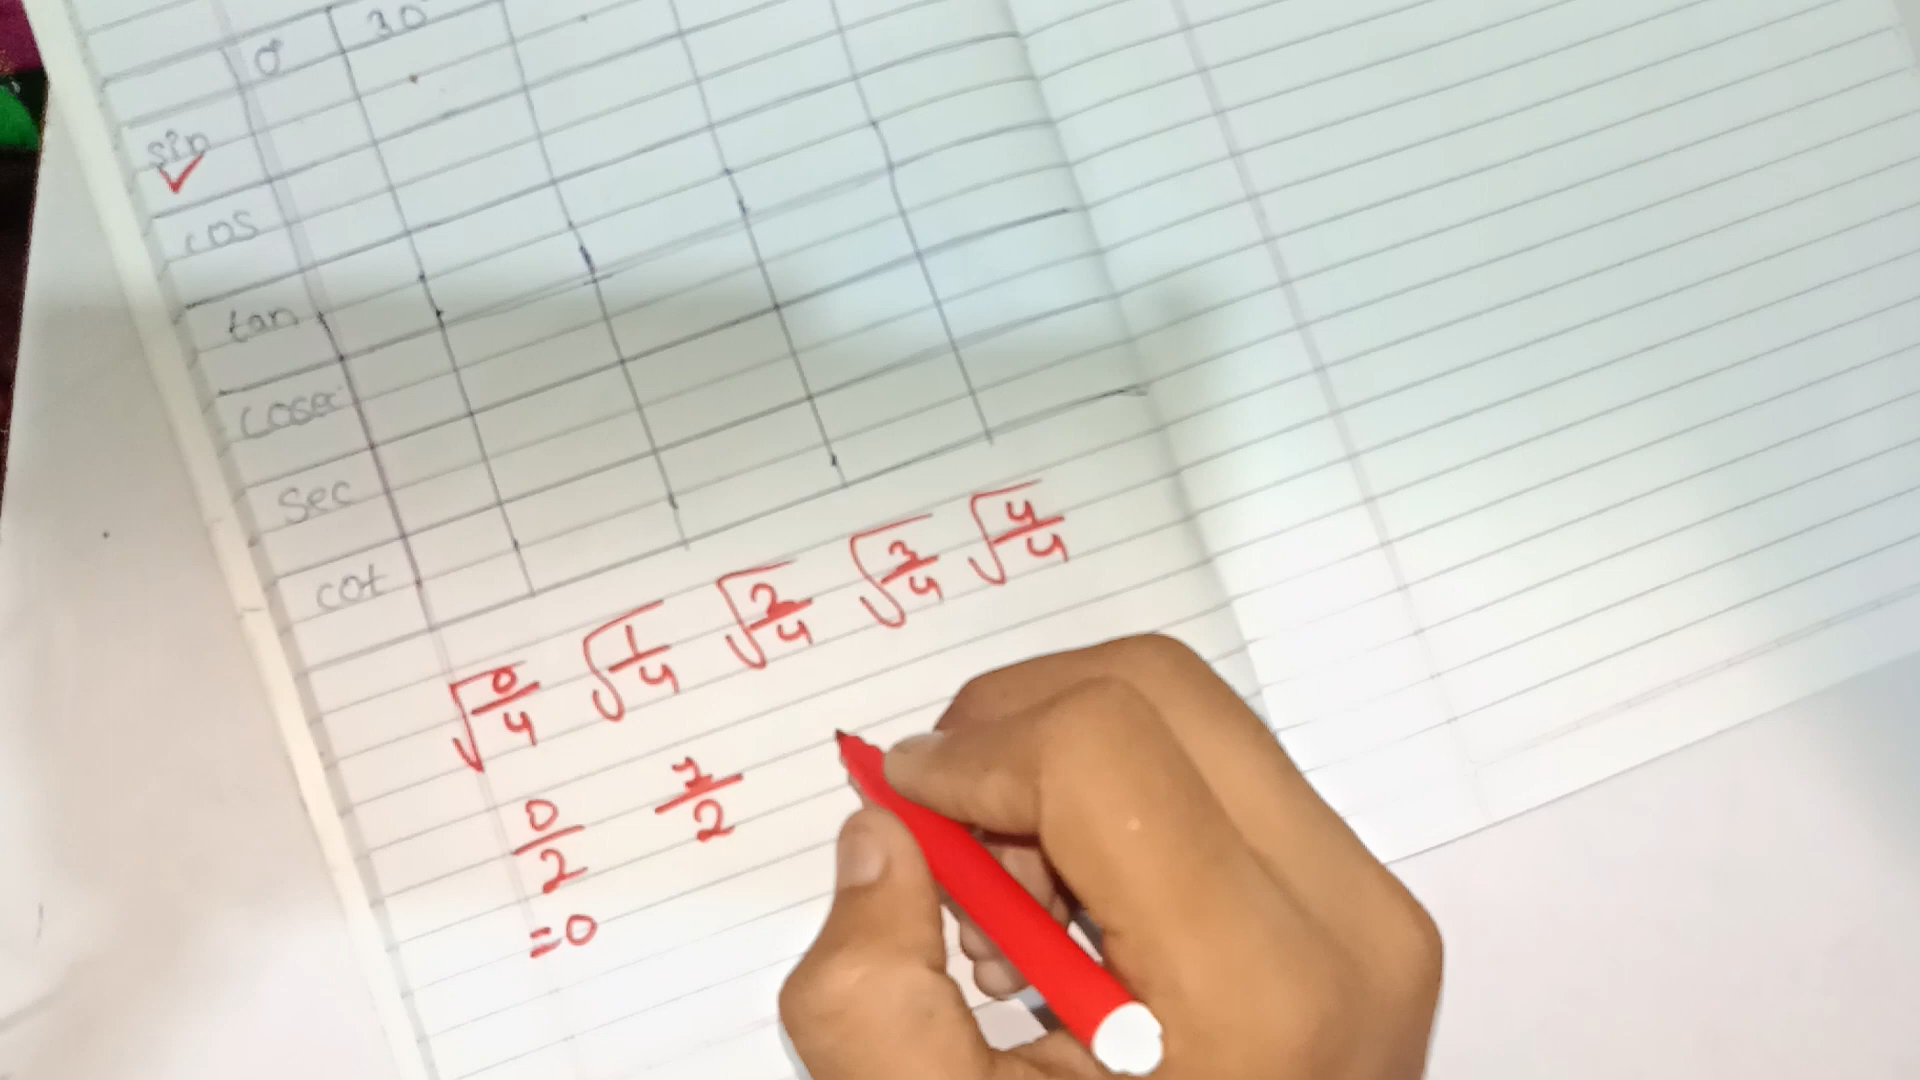 0° 30
sin
cos
tan
cosec
sec
cot
√0/4 √1/4 √2/4 √3/4 √4/4
0/2 1/2
=0